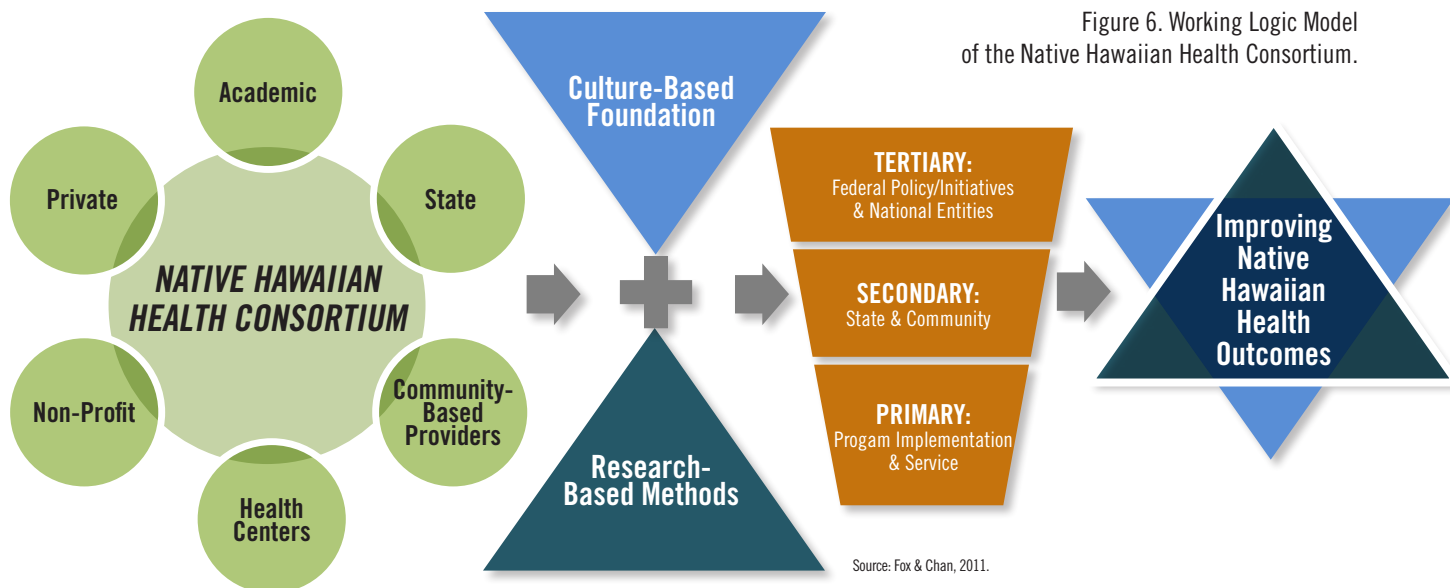 Figure 6. Working Logic Model
of the Native Hawaiian Health Consortium.
Academic
Private
State
NATIVE HAWAIIAN
HEALTH CONSORTIUM
Non-Profit
Community-
Based
Providers
Health
Centers
Culture-Based
Foundation
Research-
Based Methods
TERTIARY:
Federal Policy/Initiatives
& National Entities
SECONDARY:
State & Community
PRIMARY:
Progam Implementation
& Service
Improving
Native
Hawaiian
Health
Outcomes
Source: Fox & Chan, 2011.